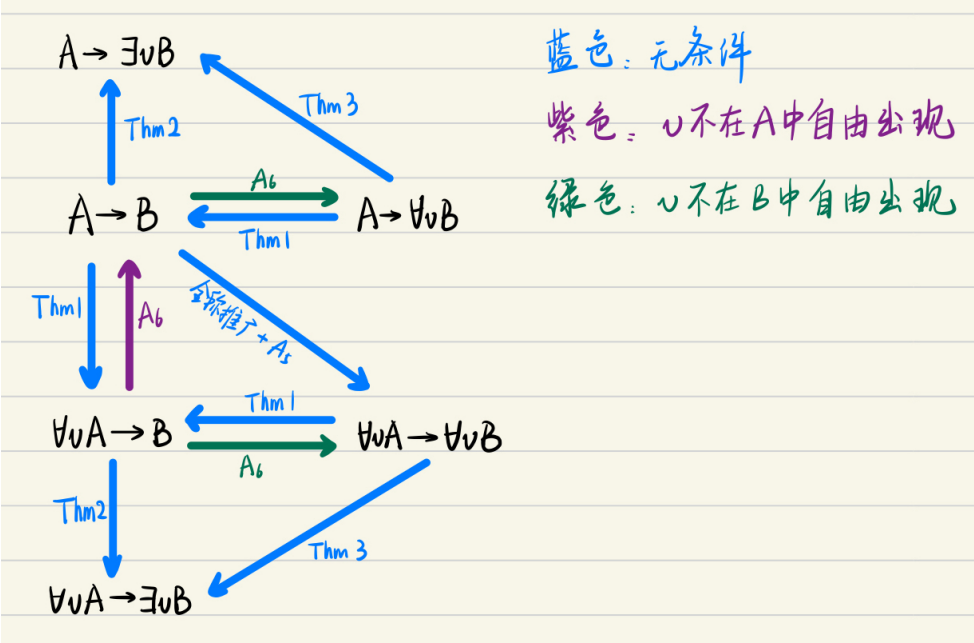 A → ∃vB
蓝色：无条件
Thm3
Thm2
紫色：v不在A中自由出现
A6
A → B
A → ∀vB
绿色：v不在B中自由出现
Thm1
Thm1
A6
全称推广 + A5
Thm1
∀vA → B
∀vA → ∀vB
A6
Thm2
Thm3
∀vA → ∃vB